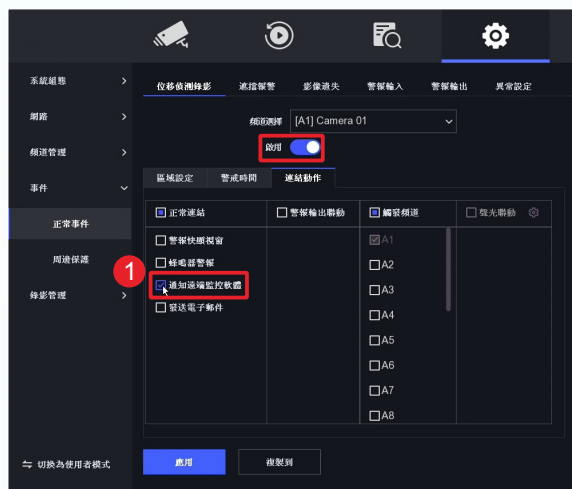 系統組態
網路
頻道管理
事件
正常事件
周邊保護
錄影管理
切換為使用者模式
位移偵測錄影 遮擋報警 影像遺失 警報輸入 警報輸出 異常設定
頻道選擇 [A1] Camera 01
啟用
區域設定 警戒時間 連結動作
正常連結 警報輸出聯動 觸發頻道 聲光聯動
警報快顯視窗 A1
蜂鳴器警報 A2
1 通知遠端監控軟體 A3
發送電子郵件 A4
A5
A6
A7
A8
應用 複製到